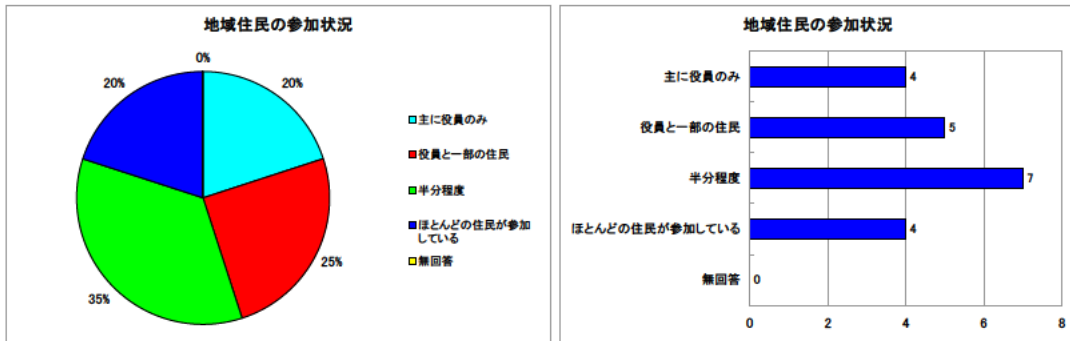 地域住民の参加状況
0%
20%
20%
25%
35%
主に役員のみ
役員と一部の住民
半分程度
ほとんどの住民が参加
している
無回答
地域住民の参加状況
主に役員のみ
4
役員と一部の住民
5
半分程度
7
ほとんどの住民が参加している
4
無回答
0
0 2 4 6 8